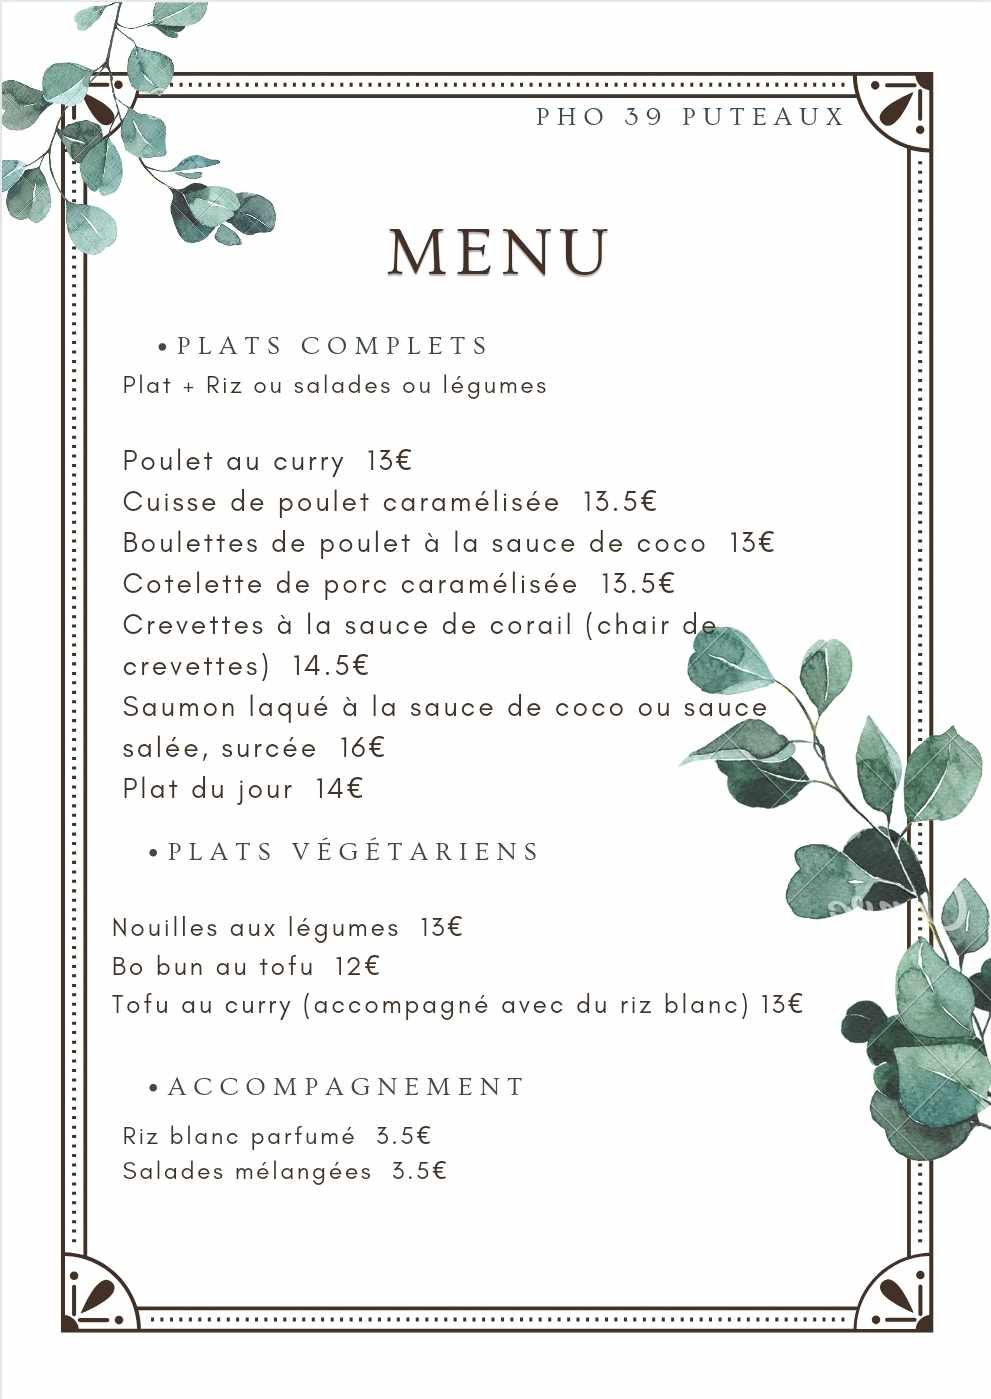 PHO 39 PUTEAUX
MENU
•PLATS COMPLETS
Plat + Riz ou salades ou légumes
Poulet au curry 13€
Cuisse de poulet caramélisée 13.5€
Boulettes de poulet à la sauce de coco 13€
Cotelette de porc caramélisée 13.5€
Crevettes à la sauce de corail (chair de
crevettes) 14.5€
Saumon laqué à la sauce de coco ou sauce
salée, surcée 16€
Plat du jour 14€
•PLATS VÉGÉTARIENS
Nouilles aux légumes 13€
Bo bun au tofu 12€
Tofu au curry (accompagné avec du riz blanc) 13€
•ACCOMPAGNEMENT
Riz blanc parfumé 3.5€
Salades mélangées 3.5€